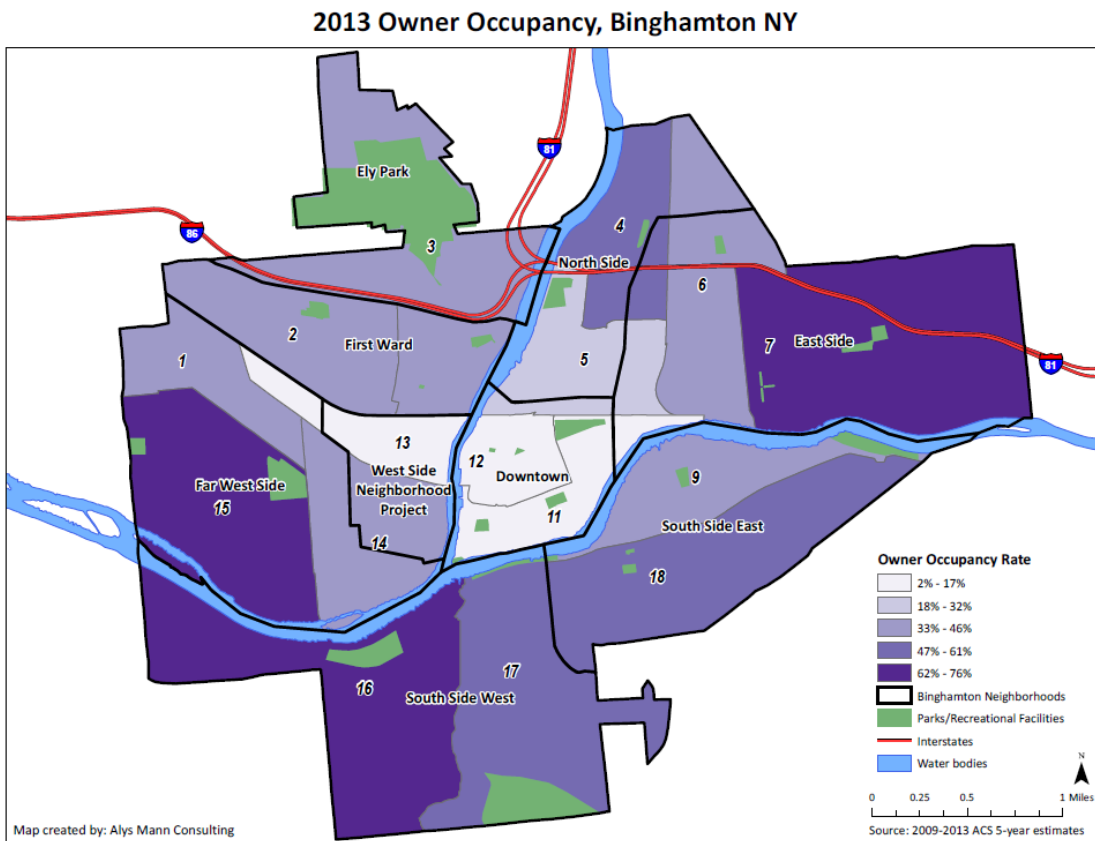 2013 Owner Occupancy, Binghamton NY
81
Ely Park
86
3
4
North Side
6
2
First Ward
1
5
7
East Side
81
13
West Side
Neighborhood
Project
12
Downtown
9
Far West Side
15
11
South Side East
14
18
16
17
South Side West
Owner Occupancy Rate
2% - 17%
18% - 32%
33% - 46%
47% - 61%
62% - 76%
Binghamton Neighborhoods
Parks/Recreational Facilities
Interstates
Water bodies
N
0 0.25 0.5 1 Miles
Map created by: Alys Mann Consulting
Source: 2009-2013 ACS 5-year estimates